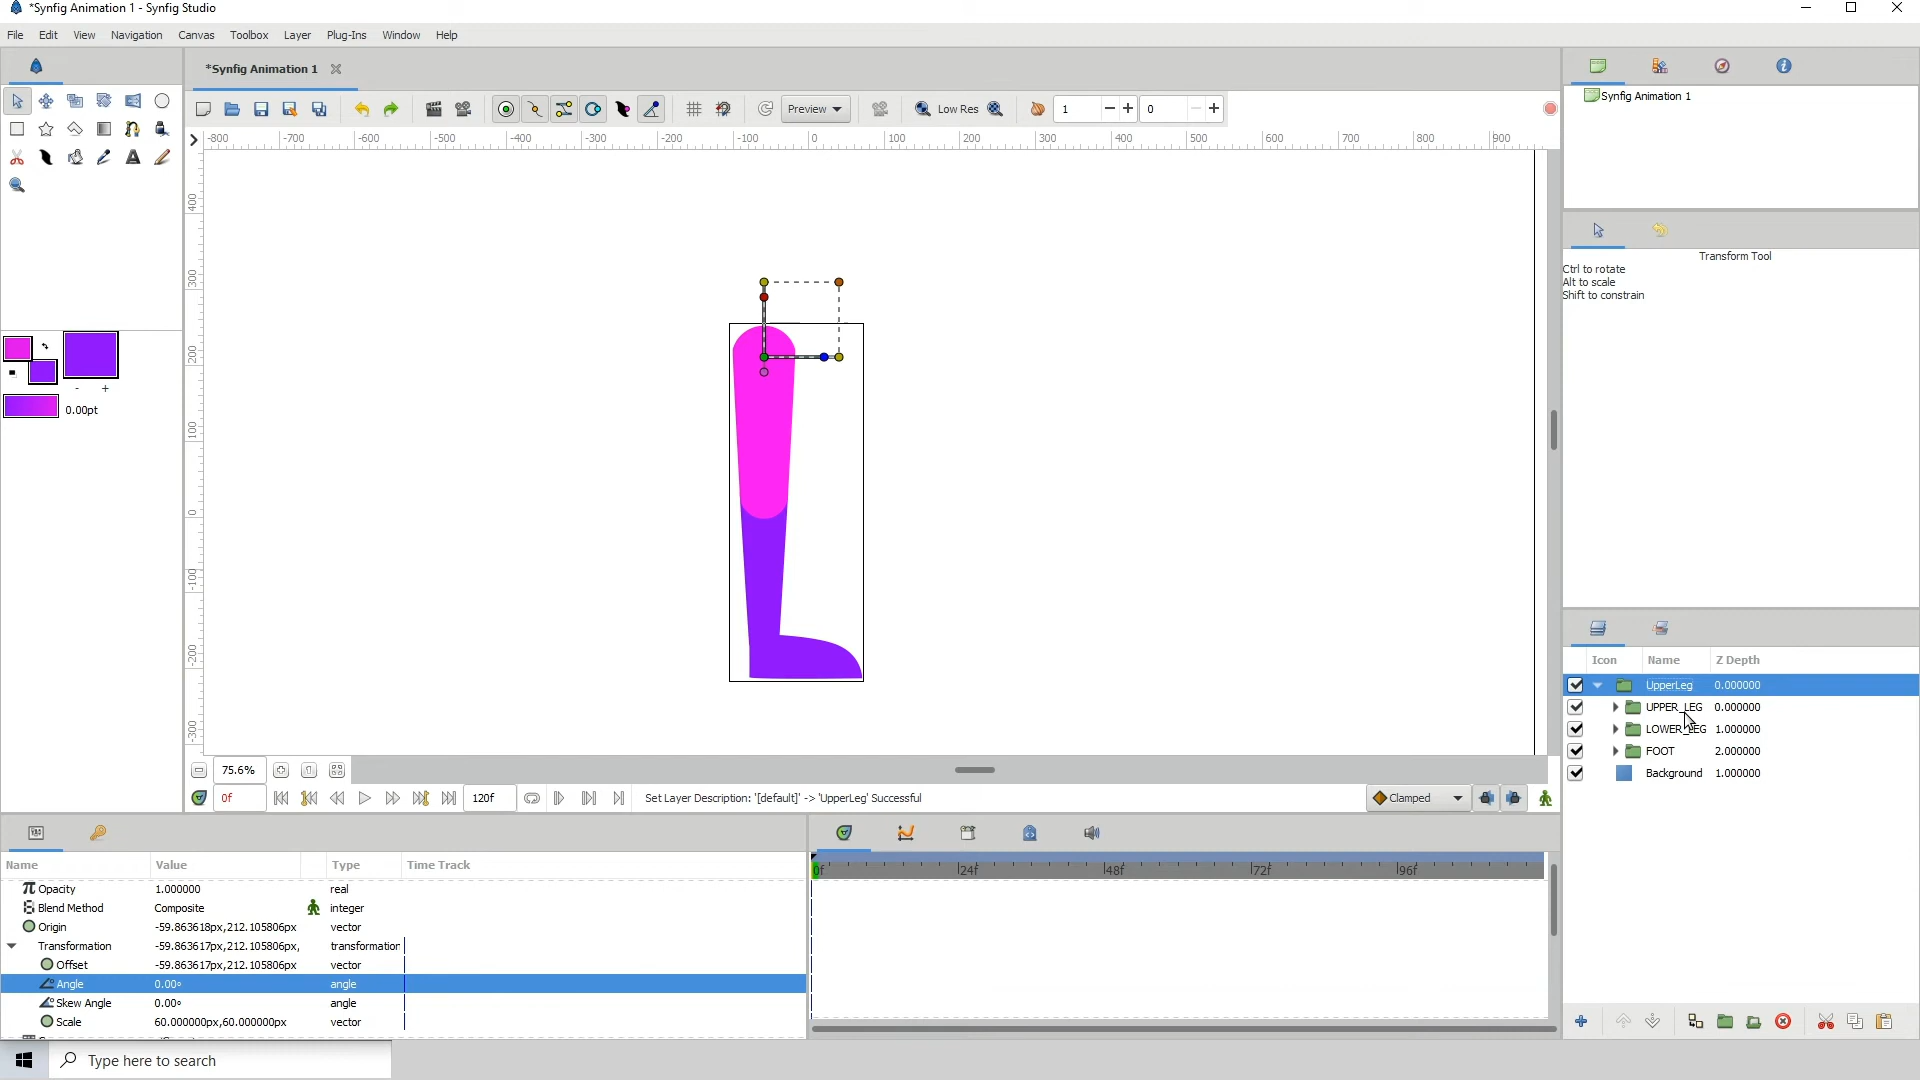 *Synfig Animation 1 - Synfig Studio
File Edit View Navigation Canvas Toolbox Layer Plug-Ins Window Help
*Synfig Animation 1
Preview
Low Res
1
0
-800 -700 -600 -500 -400 -300 -200 -100 0 100 200 300 400 500 600 700 800 900
400
300
200
100
0
-100
-200
-300
0.00pt
Synfig Animation 1
Transform Tool
Ctrl to rotate
Alt to scale
Shift to constrain
Icon Name Z Depth
UpperLeg 0.000000
UPPER_LEG 0.000000
LOWER_LEG 1.000000
FOOT 2.000000
Background 1.000000
75.6%
0f
120f
Set Layer Description: '[default]' -> 'UpperLeg' Successful
Clamped
Name Value Type Time Track
Opacity 1.000000 real
Blend Method Composite integer
Origin -59.863618px,212.105806px vector
Transformation -59.863617px,212.105806px, transformation
Offset -59.863617px,212.105806px vector
Angle 0.00° angle
Skew Angle 0.00° angle
Scale 60.000000px,60.000000px vector
0f 24f 48f 72f 96f
Type here to search